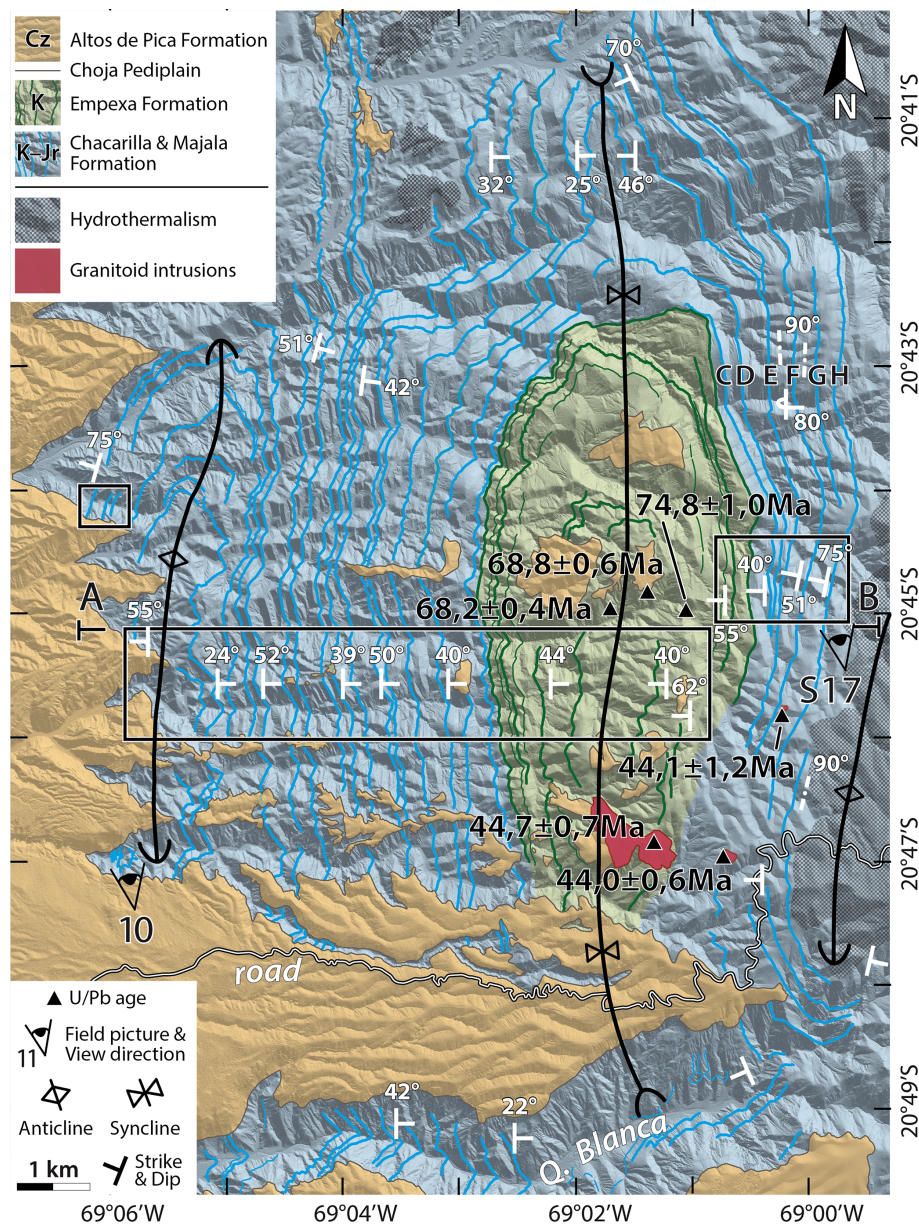 Cz
Altos de Pica Formation
Choja Pediplain
K
Empexa Formation
K–Jr
Chacarilla & Majala
Formation
Hydrothermalism
Granitoid intrusions
N
70°
32°
25°
46°
20°41'S
51°
42°
90°
C D E F G H
80°
20°43'S
75°
74,8±1,0Ma
68,8±0,6Ma
68,2±0,4Ma
40°
75°
51°
55°
A
B
20°45'S
55°
24°
52°
39°
50°
40°
44°
40°
62°
S17
44,1±1,2Ma
90°
44,7±0,7Ma
44,0±0,6Ma
20°47'S
10
road
U/Pb age
11
Field picture &
View direction
Anticline
Syncline
1 km
Strike
& Dip
42°
22°
Q. Blanca
20°49'S
69°06'W
69°04'W
69°02'W
69°00'W